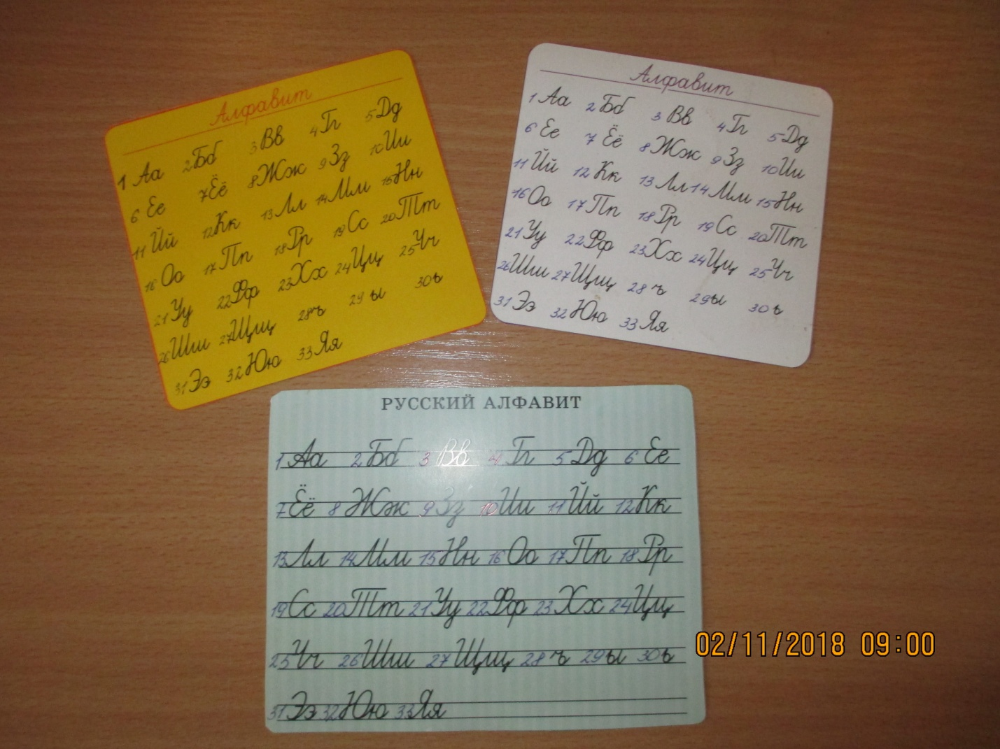 Алфавит
1 Аа 2 Бб 3 Вв 4 Гг 5 Дд
6 Ее 7 Ёё 8 Жж 9 Зз 10 Ии
11 Йй 12 Кк 13 Лл 14 Мм 15 Нн
16 Оо 17 Пп 18 Рр 19 Сс 20 Тт
21 Уу 22 Фф 23 Хх 24 Цц 25 Чч
26 Шш 27 Щщ 28 ъ 29 ы 30 ь
31 Ээ 32 Юю 33 Яя
Алфавит
1 Аа 2 Бб 3 Вв 4 Гг 5 Дд
6 Ее 7 Ёё 8 Жж 9 Зз 10 Ии
11 Йй 12 Кк 13 Лл 14 Мм 15 Нн
16 Оо 17 Пп 18 Рр 19 Сс 20 Тт
21 Уу 22 Фф 23 Хх 24 Цц 25 Чч
26 Шш 27 Щщ 28 ъ 29 ы 30 ь
31 Ээ 32 Юю 33 Яя
РУССКИЙ АЛФАВИТ
1 Аа 2 Бб 3 Вв 4 Гг 5 Дд 6 Ее
7 Ёё 8 Жж 9 Зз 10 Ии 11 Йй 12 Кк
13 Лл 14 Мм 15 Нн 16 Оо 17 Пп 18 Рр
19 Сс 20 Тт 21 Уу 22 Фф 23 Хх 24 Цц
25 Чч 26 Шш 27 Щщ 28 ъ 29 ы 30 ь
31 Ээ 32 Юю 33 Яя
02/11/2018 09:00